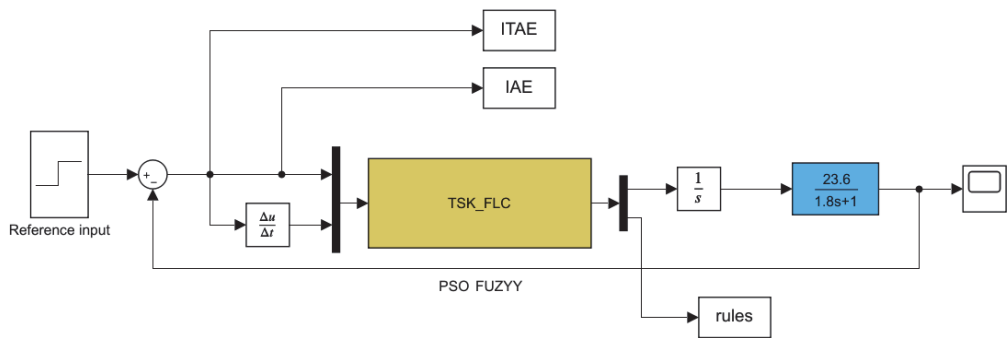 ITAE
IAE
+
−
Reference input
Δu
Δt
TSK_FLC
1
s
23.6
1.8s+1
PSO FUZYY
rules